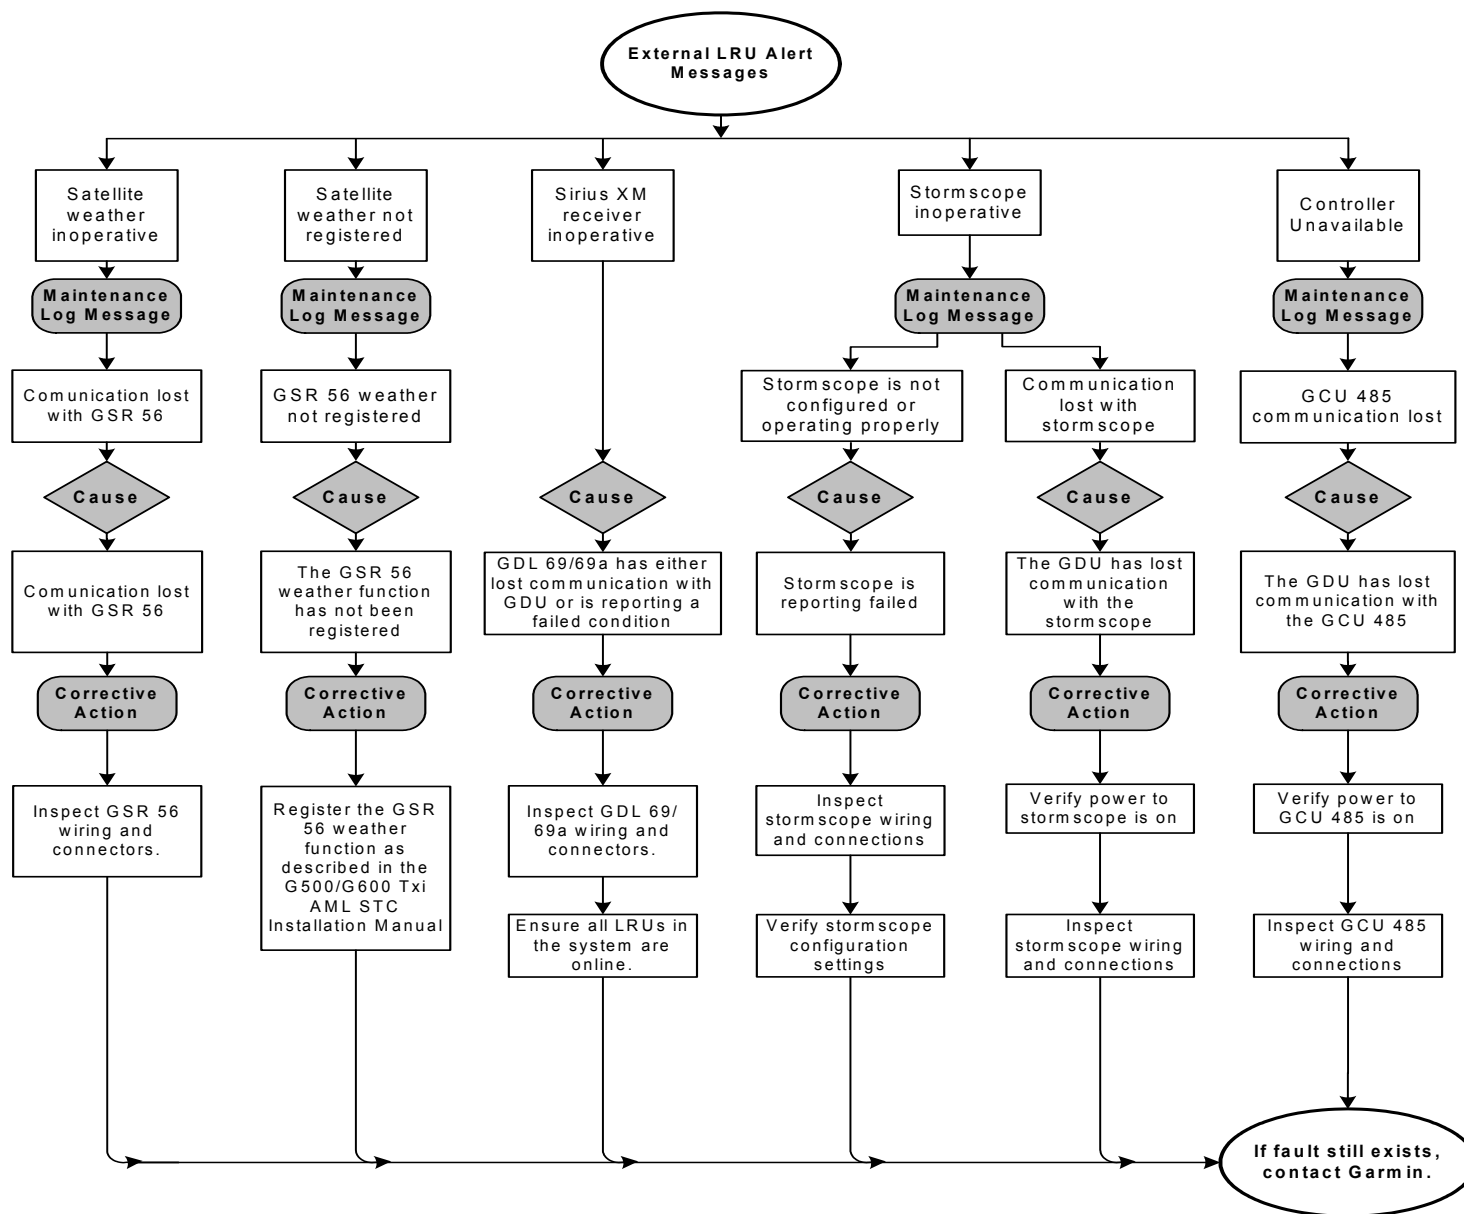 External LRU Alert
Messages
Satellite
weather
inoperative
Satellite
weather not
registered
Sirius XM
receiver
inoperative
Stormscope
inoperative
Controller
Unavailable
Maintenance
Log Message
Maintenance
Log Message
Maintenance
Log Message
Maintenance
Log Message
Comunication lost
with GSR 56
GSR 56 weather
not registered
Stormscope is not
configured or
operating properly
Communication
lost with
stormscope
GCU 485
communication lost
Cause
Cause
Cause
Cause
Cause
Cause
Comunication lost
with GSR 56
The GSR 56
weather function
has not been
registered
GDL 69/69a has either
lost communication with
GDU or is reporting a
failed condition
Stormscope is
reporting failed
The GDU has lost
communication
with the
stormscope
The GDU has lost
communication with
the GCU 485
Corrective
Action
Corrective
Action
Corrective
Action
Corrective
Action
Corrective
Action
Corrective
Action
Inspect GSR 56
wiring and
connectors.
Register the GSR
56 weather
function as
described in the
G500/G600 Txi
AML STC
Installation Manual
Inspect GDL 69/
69a wiring and
connectors.
Inspect
stormscope wiring
and connections
Verify power to
stormscope is on
Verify power to
GCU 485 is on
Ensure all LRUs in
the system are
online.
Verify stormscope
configuration
settings
Inspect
stormscope wiring
and connections
Inspect GCU 485
wiring and
connections
If fault still exists,
contact Garmin.